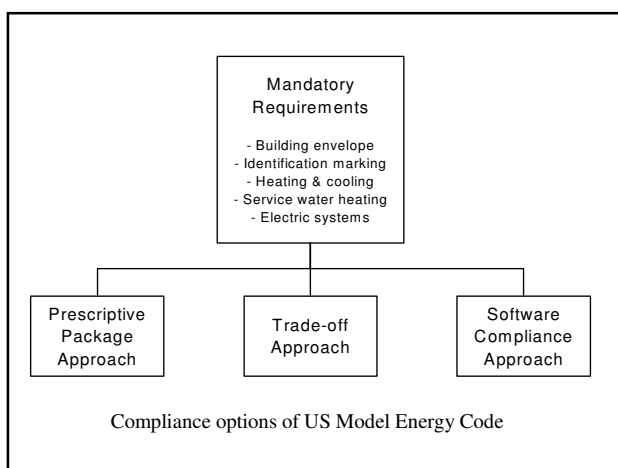 Mandatory
Requirements
- Building envelope
- Identification marking
- Heating & cooling
- Service water heating
- Electric systems
Prescriptive
Package
Approach
Trade-off
Approach
Software
Compliance
Approach
Compliance options of US Model Energy Code